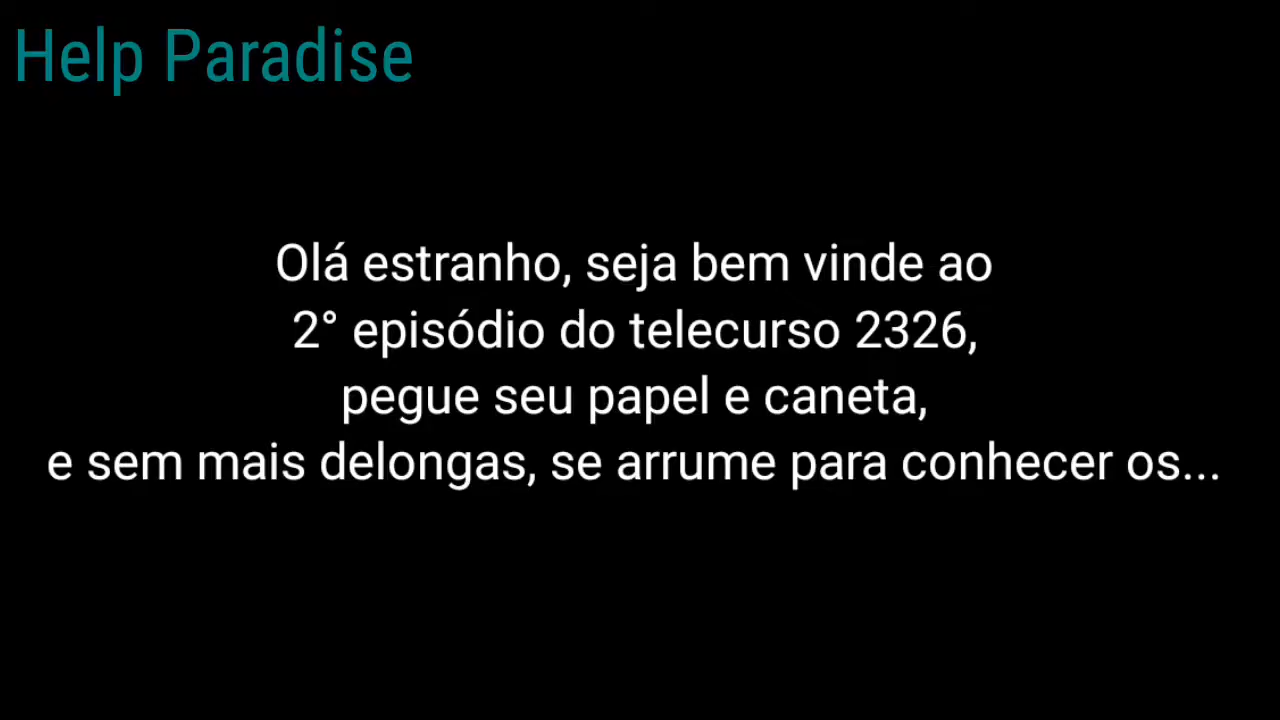 Help Paradise
Olá estranho, seja bem vinde ao
2° episódio do telecurso 2326,
pegue seu papel e caneta,
e sem mais delongas, se arrume para conhecer os...